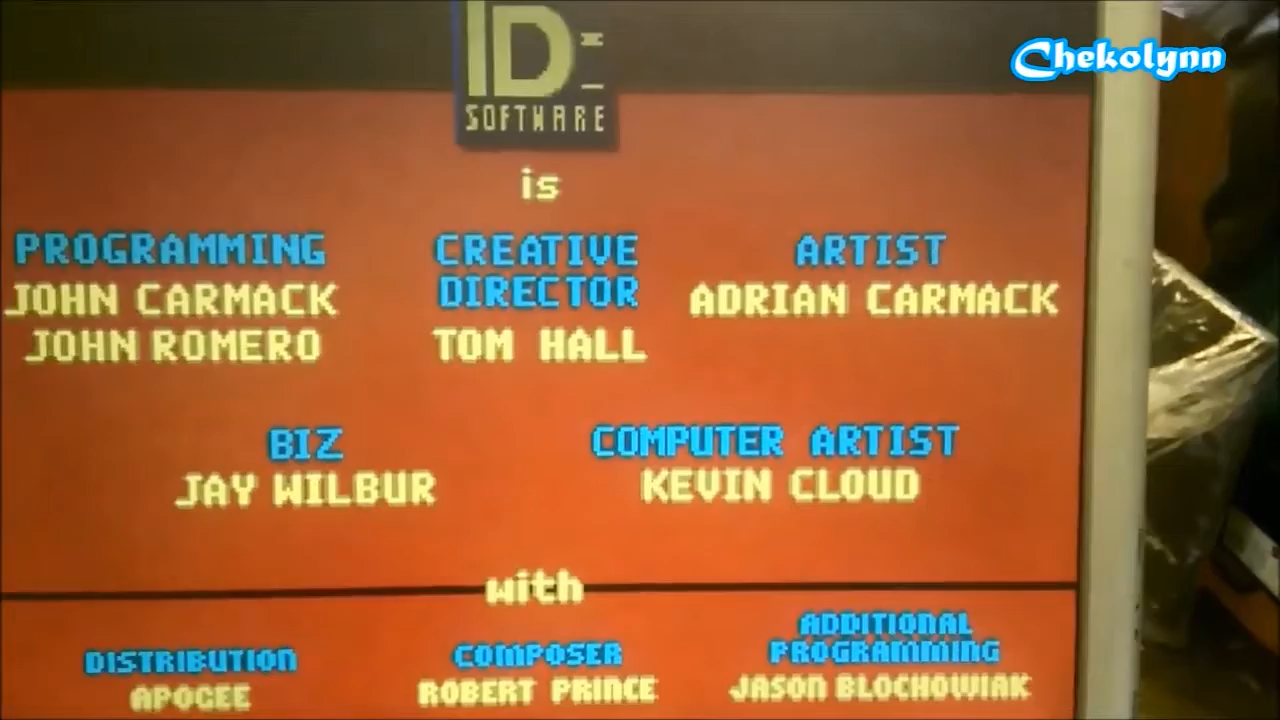 Chekolynn
ID
SOFTWARE
is
PROGRAMMING
JOHN CARMACK
JOHN ROMERO
CREATIVE
DIRECTOR
TOM HALL
ARTIST
ADRIAN CARMACK
BIZ
JAY WILBUR
COMPUTER ARTIST
KEVIN CLOUD
with
DISTRIBUTION
APOGEE
COMPOSER
ROBERT PRINCE
ADDITIONAL
PROGRAMMING
JASON BLOCHOWIAK